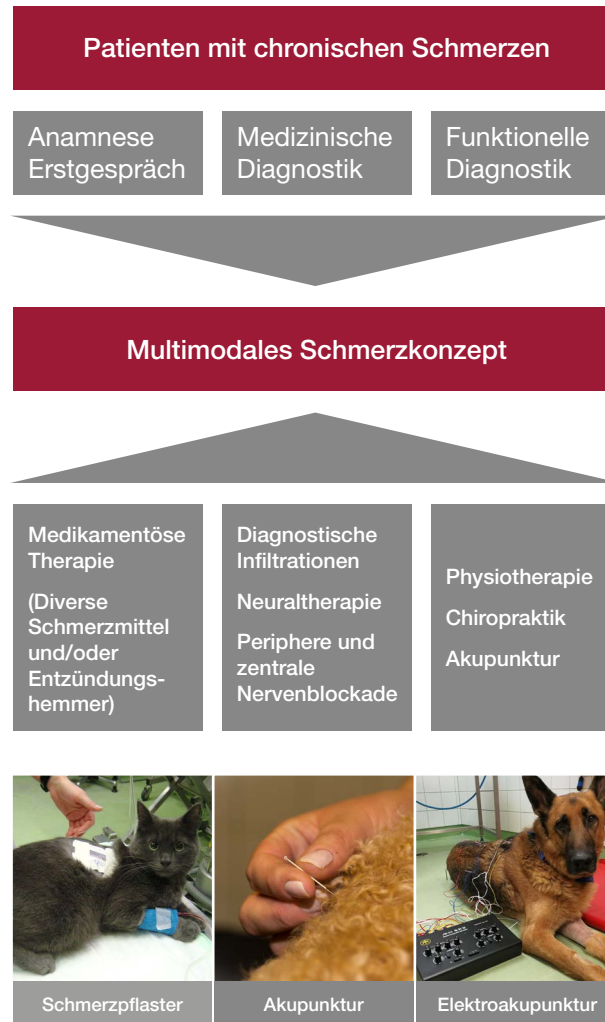 Patienten mit chronischen Schmerzen
Anamnese
Erstgespräch
Medizinische
Diagnostik
Funktionelle
Diagnostik
Multimodales Schmerzkonzept
Medikamentöse
Therapie
(Diverse
Schmerzmittel
und/oder
Entzündungs-
hemmer)
Diagnostische
Infiltrationen
Neuraltherapie
Periphere und
zentrale
Nervenblockade
Physiotherapie
Chiropraktik
Akupunktur
Schmerzpflaster
Akupunktur
Elektroakupunktur